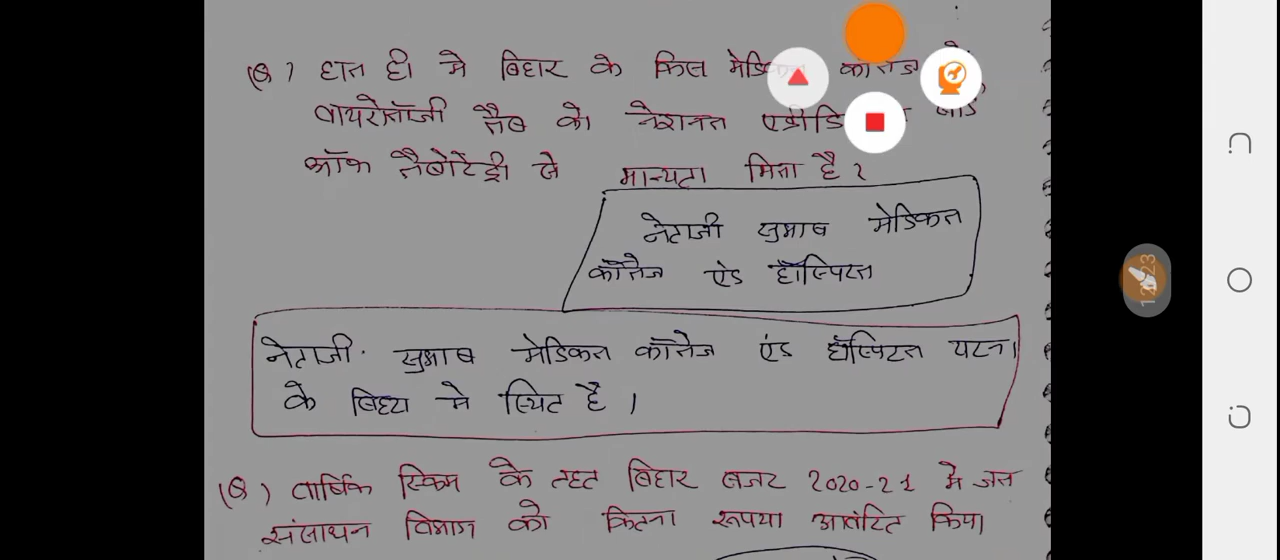 Q) हाल ही मे बिहार के किस मेडिकल कॉलेज के
वायरोलॉजी लैब को नेशनल बोर्ड
ऑफ लैबोरेट्री से मान्यता मिला है ?
नेताजी सुभाष मेडिकल
कॉलेज एंड हॉस्पिटल
नेताजी सुभाष मेडिकल कॉलेज एंड हॉस्पिटल पटना
के बिहटा मे स्थित है ।
Q) वार्षिक स्किम के तहत बिहार बजट 2020-21 मे जल
संसाधन विभाग को कितना रूपया आवंटित किया